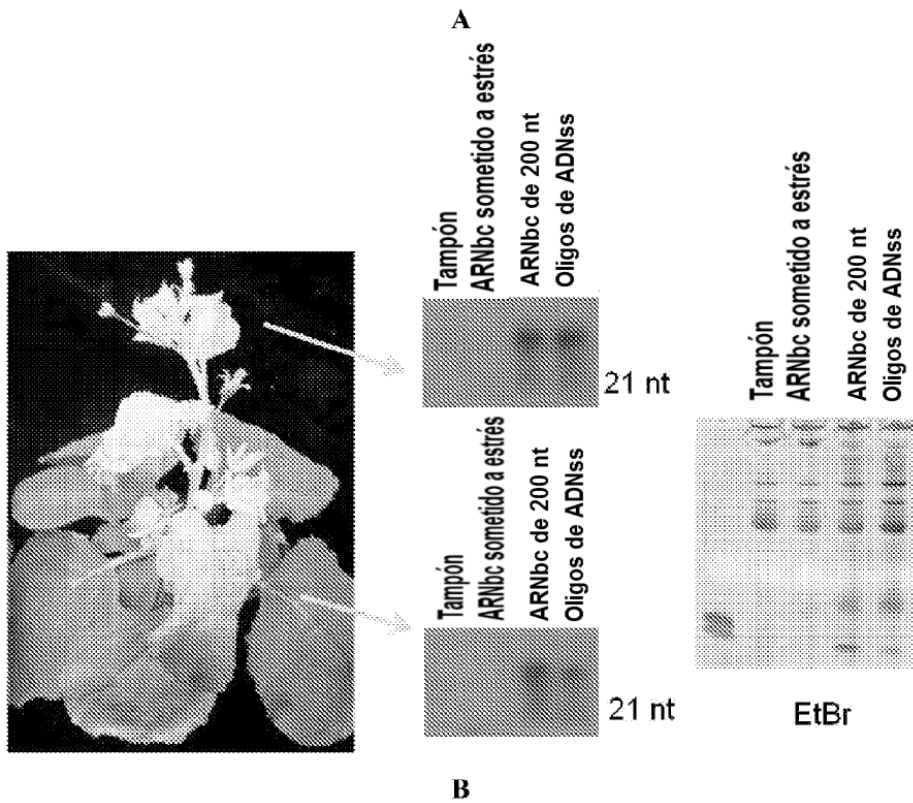 A
Tampón
ARNbc sometido a estrés
ARNbc de 200 nt
Oligos de ADNss
21 nt
Tampón
ARNbc sometido a estrés
ARNbc de 200 nt
Oligos de ADNss
21 nt
Tampón
ARNbc sometido a estrés
ARNbc de 200 nt
Oligos de ADNss
EtBr
B